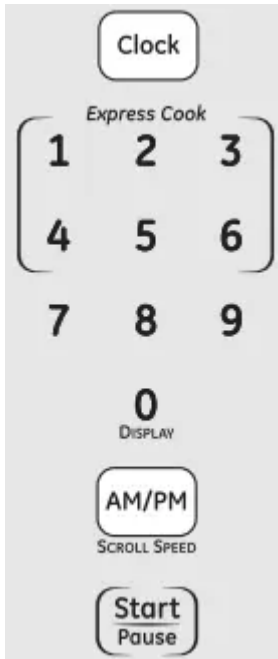 Clock
Express Cook
1 2 3
4 5 6
7 8 9
0
DISPLAY
AM/PM
SCROLL SPEED
Start
Pause